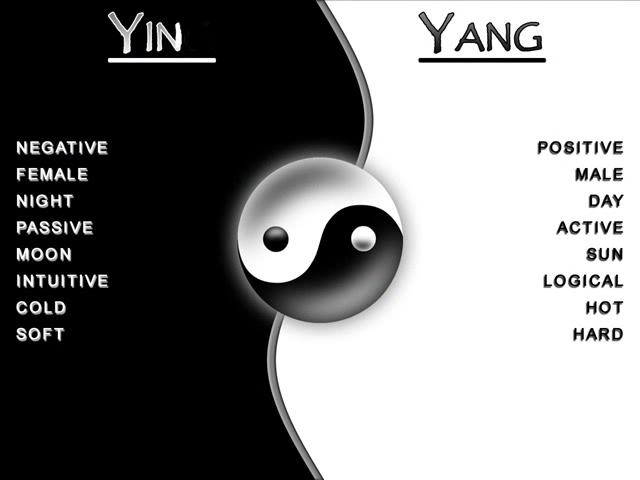 YIN
YANG
NEGATIVE
FEMALE
NIGHT
PASSIVE
MOON
INTUITIVE
COLD
SOFT
POSITIVE
MALE
DAY
ACTIVE
SUN
LOGICAL
HOT
HARD